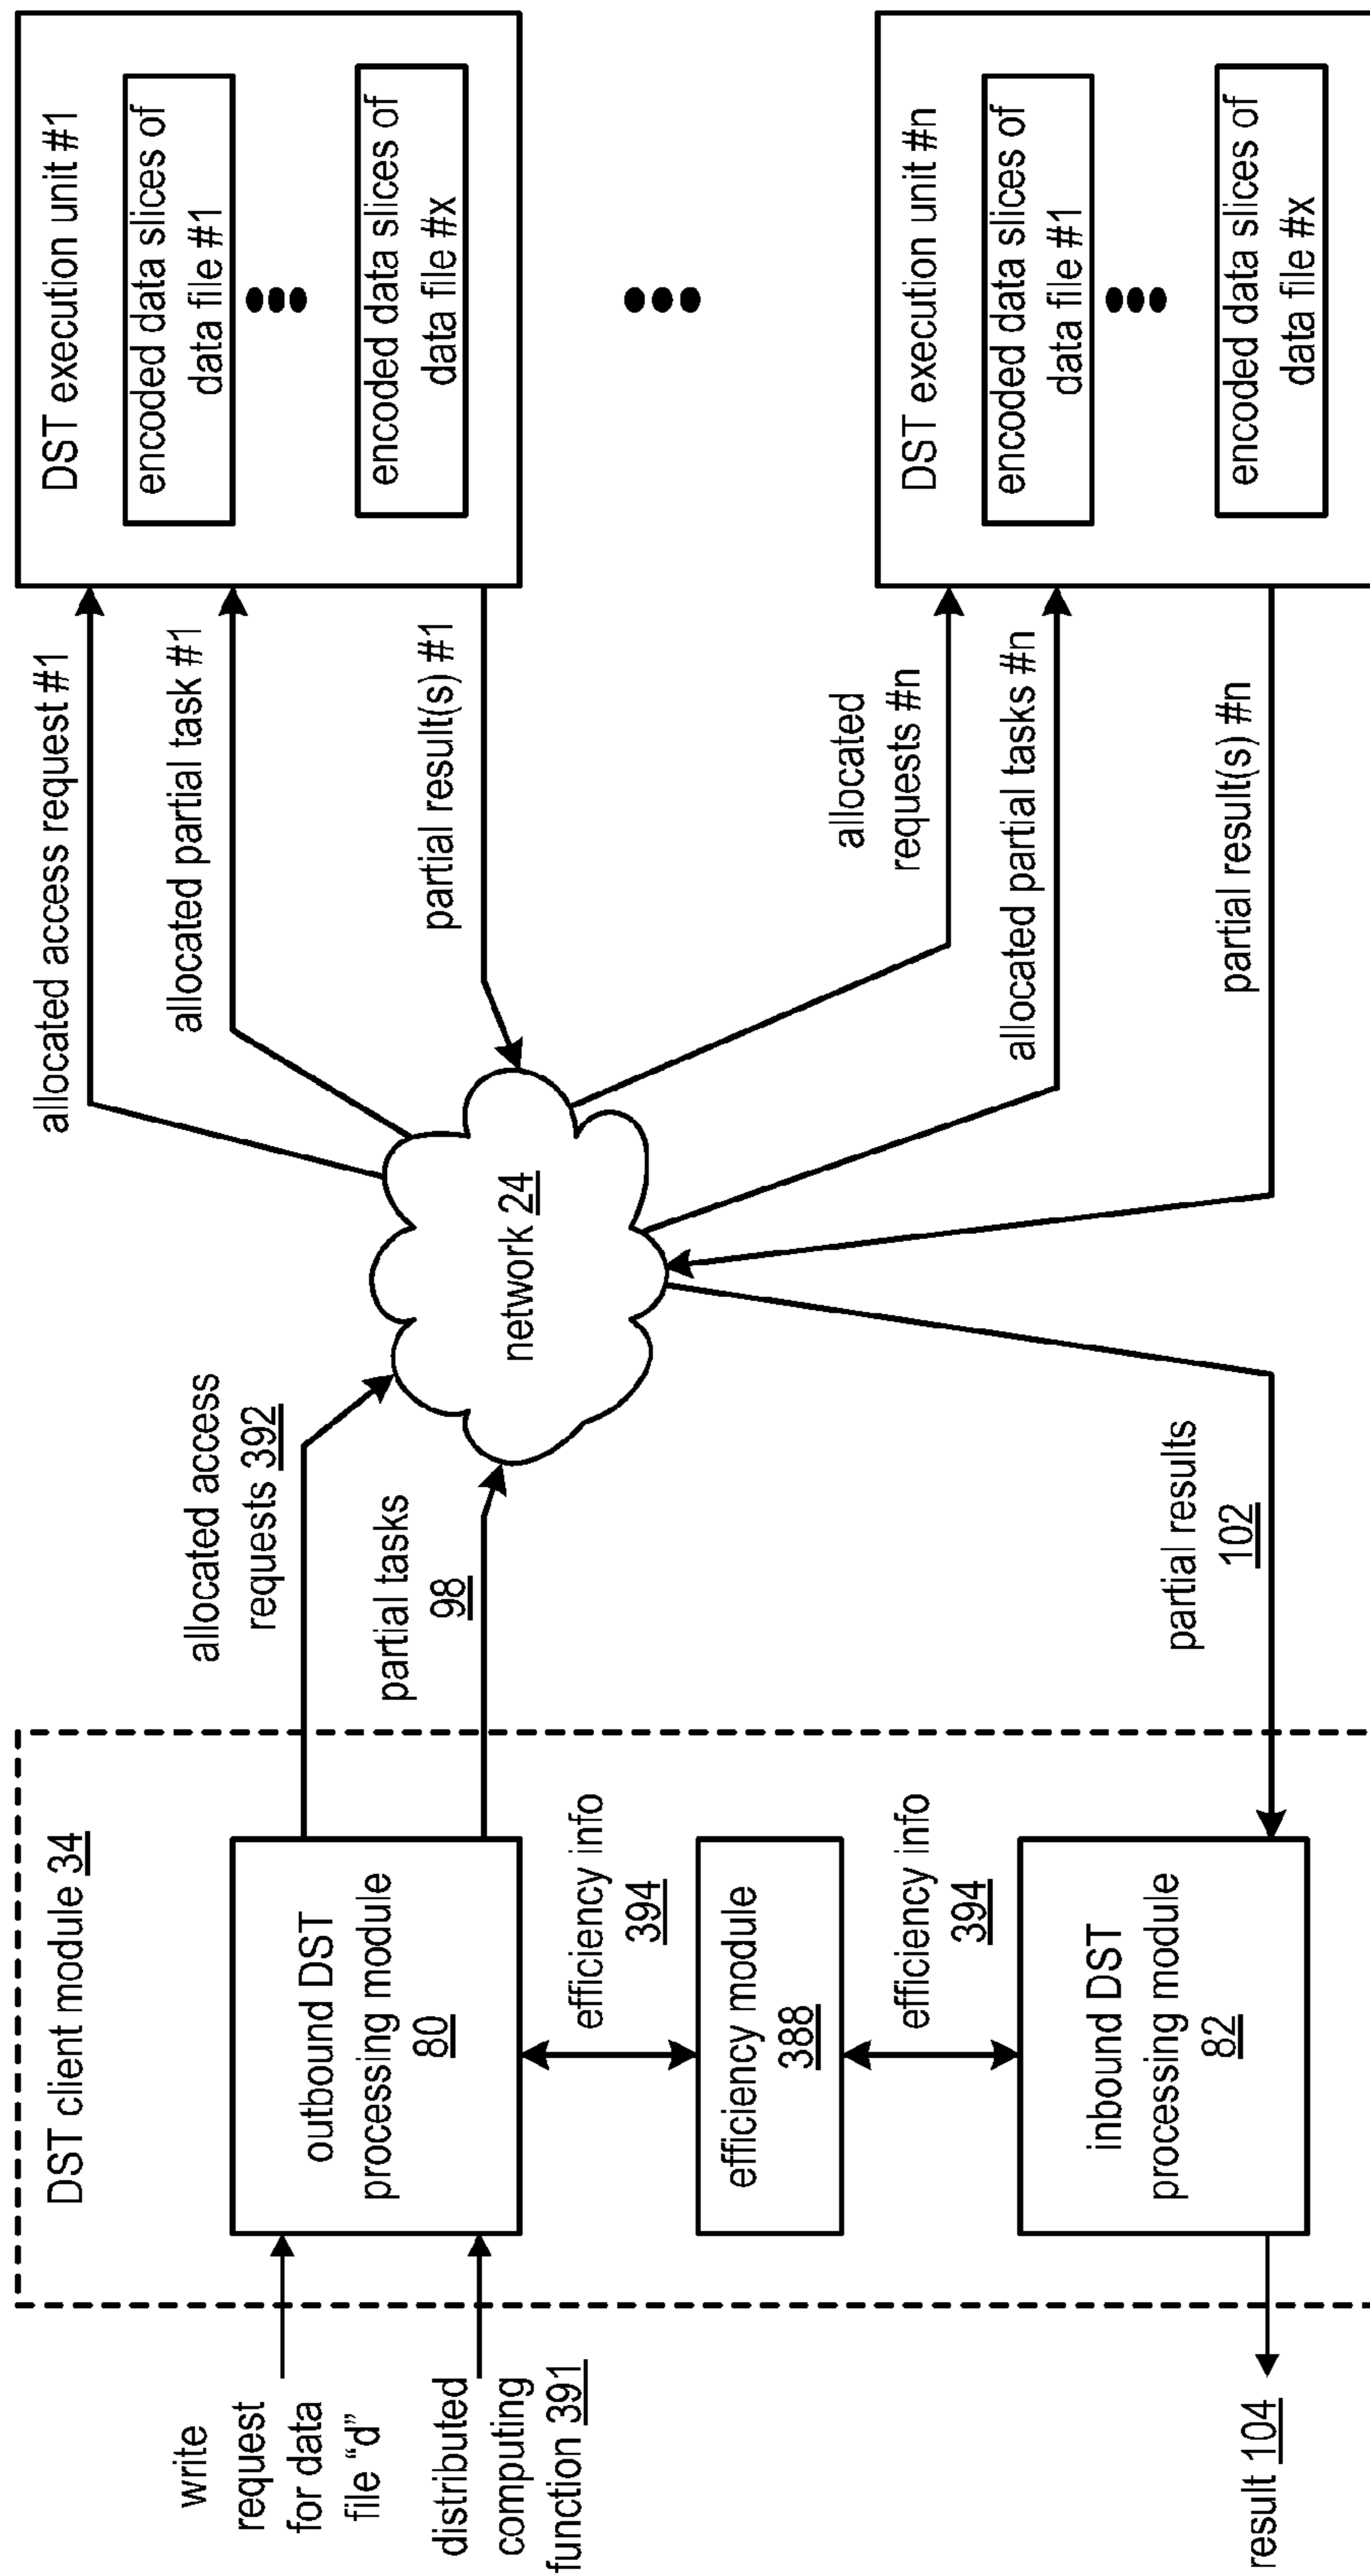 write
request
for data
file “d”
distributed
computing
function 391
result 104
DST client module 34
outbound DST
processing module
80
efficiency info
394
efficiency module
388
efficiency info
394
inbound DST
processing module
82
allocated access
requests 392
partial tasks
98
partial results
102
network 24
allocated access request #1
allocated partial task #1
partial result(s) #1
allocated
requests #n
allocated partial tasks #n
partial result(s) #n
DST execution unit #1
encoded data slices of
data file #1
encoded data slices of
data file #x
DST execution unit #n
encoded data slices of
data file #1
encoded data slices of
data file #x